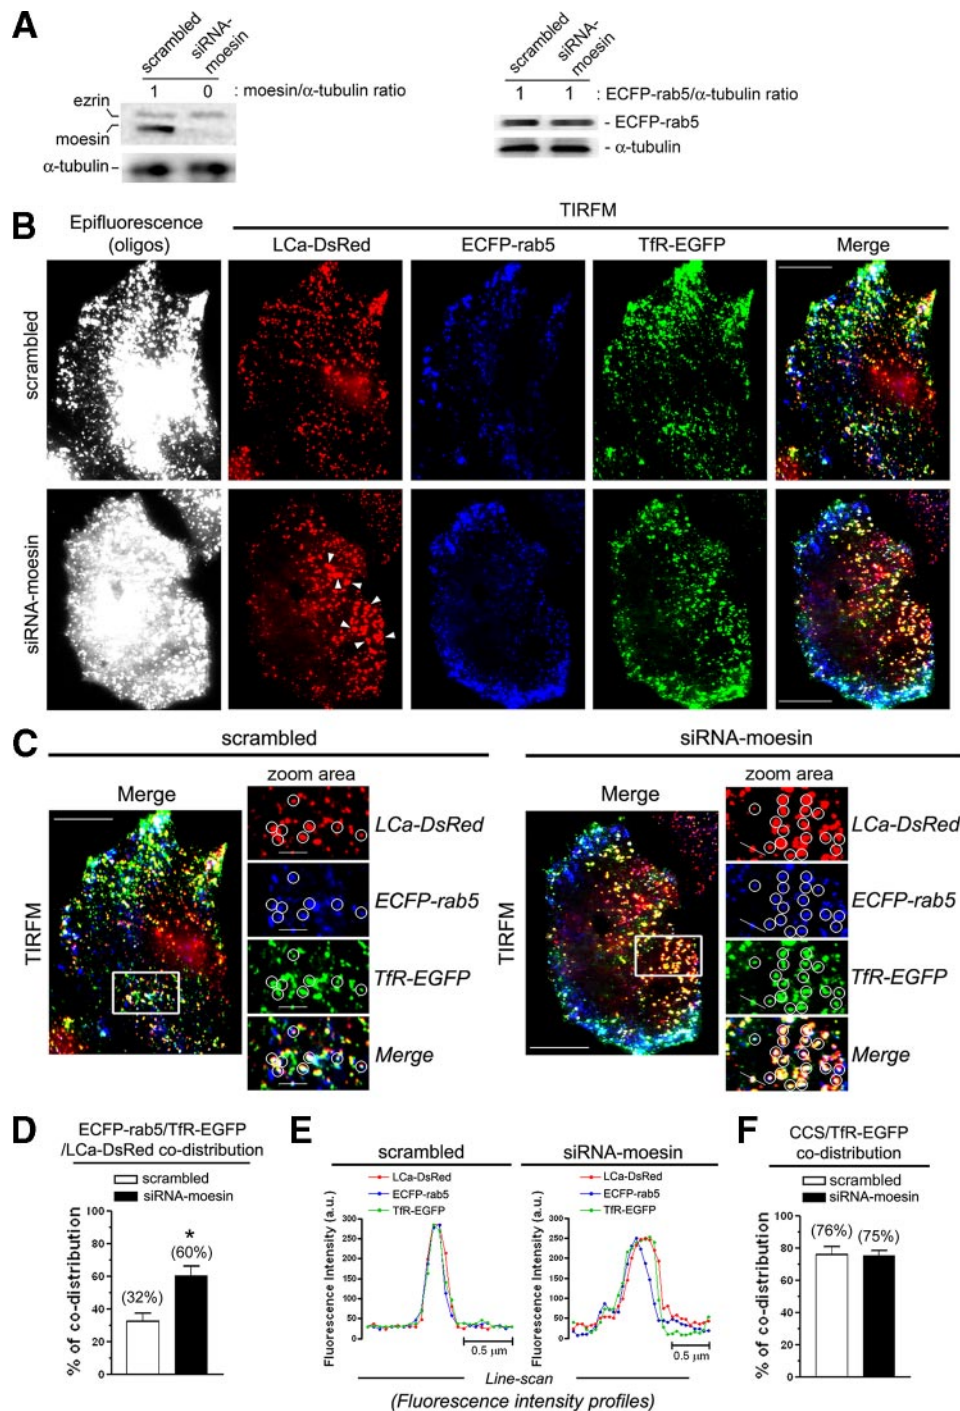 A
scrambled
siRNA-moesin
1 0 : moesin/α-tubulin ratio
ezrin
moesin
α-tubulin
scrambled
siRNA-moesin
1 1 : ECFP-rab5/α-tubulin ratio
- ECFP-rab5
- α-tubulin
B
Epifluorescence
(oligos)
TIRFM
LCa-DsRed ECFP-rab5 TfR-EGFP Merge
scrambled
siRNA-moesin
C
scrambled
Merge
zoom area
LCa-DsRed
ECFP-rab5
TfR-EGFP
Merge
TIRFM
siRNA-moesin
Merge
zoom area
LCa-DsRed
ECFP-rab5
TfR-EGFP
Merge
TIRFM
D
ECFP-rab5/TfR-EGFP
/LCa-DsRed co-distribution
scrambled
siRNA-moesin
% of co-distribution
100
80
60
40
20
0
(32%)
*
(60%)
E
scrambled
LCa-DsRed
ECFP-rab5
TfR-EGFP
Fluorescence Intensity (a.u.)
300
250
200
150
100
50
0
0.5 µm
siRNA-moesin
LCa-DsRed
ECFP-rab5
TfR-EGFP
Fluorescence Intensity (a.u.)
300
250
200
150
100
50
0
0.5 µm
Line-scan
(Fluorescence intensity profiles)
F
CCS/TfR-EGFP
co-distribution
scrambled
siRNA-moesin
% of co-distribution
100
80
60
40
20
0
(76%)
(75%)